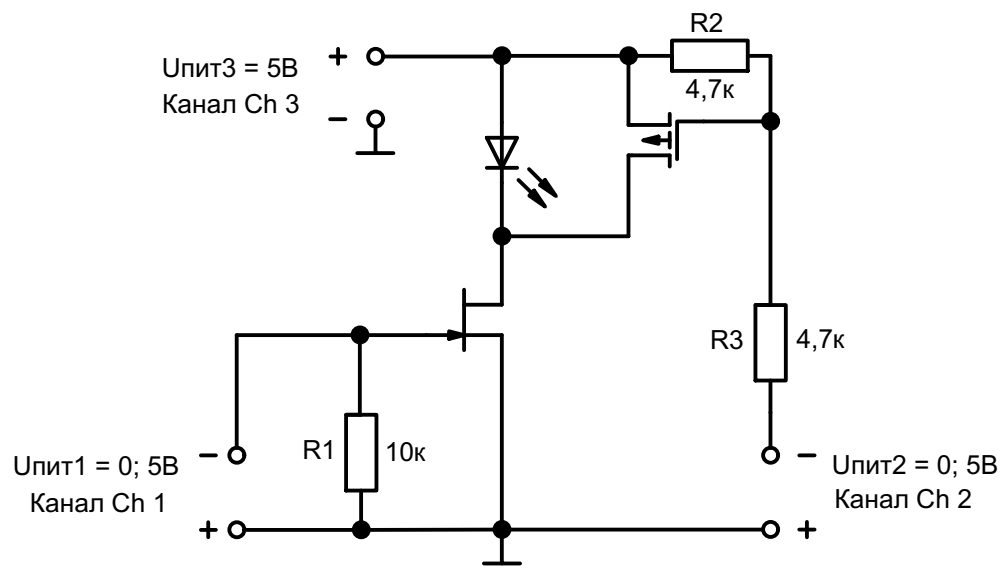 R2
+
Uпит3 = 5В
4,7к
Канал Ch 3
-
R3
4,7к
R1
10к
-
Uпит1 = 0; 5В
-
Uпит2 = 0; 5В
Канал Ch 1
Канал Ch 2
+
+